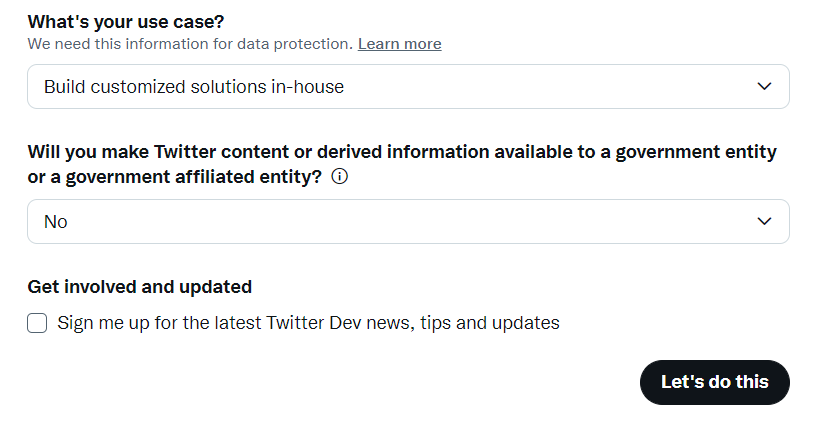 What's your use case?
We need this information for data protection. Learn more
Build customized solutions in-house
Will you make Twitter content or derived information available to a government entity
or a government affiliated entity?
No
Get involved and updated
Sign me up for the latest Twitter Dev news, tips and updates
Let's do this